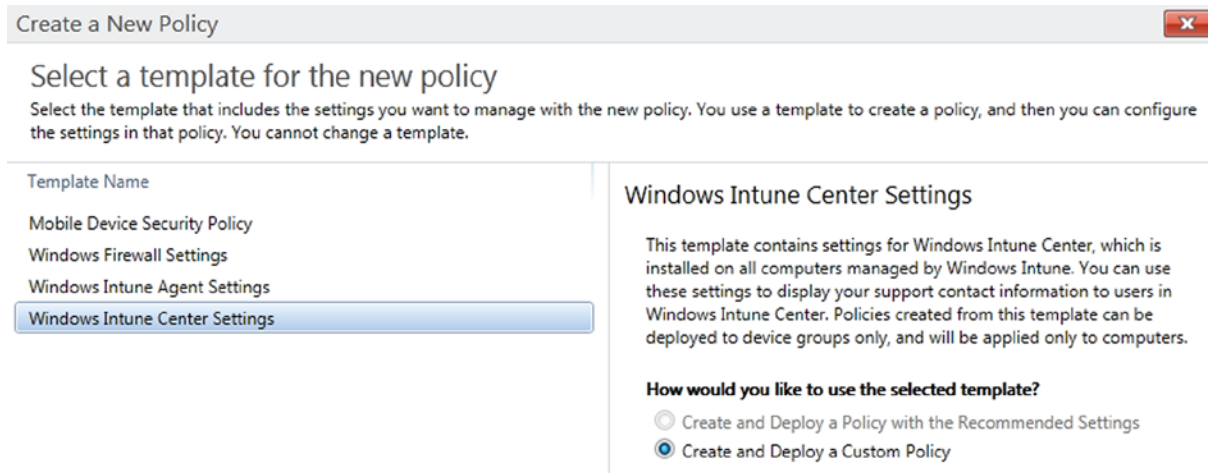 Create a New Policy
Select a template for the new policy
Select the template that includes the settings you want to manage with the new policy. You use a template to create a policy, and then you can configure
the settings in that policy. You cannot change a template.
Template Name
Mobile Device Security Policy
Windows Firewall Settings
Windows Intune Agent Settings
Windows Intune Center Settings
Windows Intune Center Settings
This template contains settings for Windows Intune Center, which is
installed on all computers managed by Windows Intune. You can use
these settings to display your support contact information to users in
Windows Intune Center. Policies created from this template can be
deployed to device groups only, and will be applied only to computers.
How would you like to use the selected template?
Create and Deploy a Policy with the Recommended Settings
Create and Deploy a Custom Policy